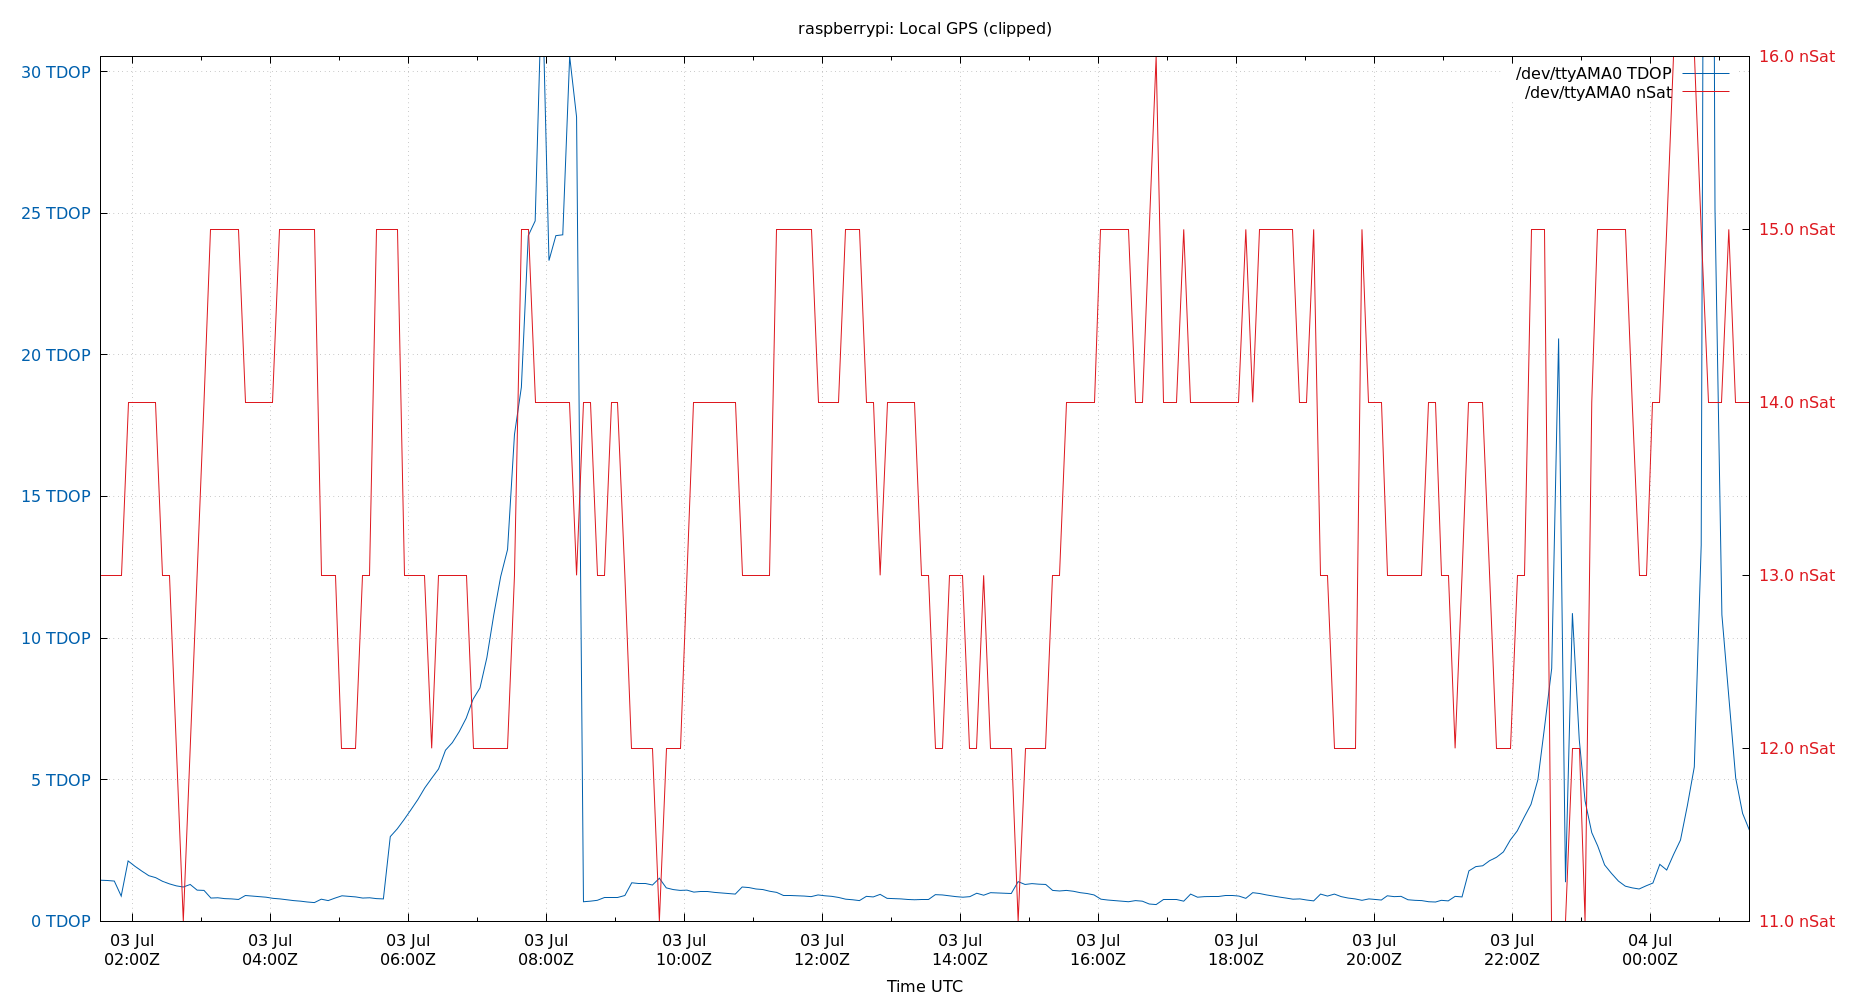 raspberrypi: Local GPS (clipped)
/dev/ttyAMA0 TDOP
/dev/ttyAMA0 nSat
30 TDOP
25 TDOP
20 TDOP
15 TDOP
10 TDOP
5 TDOP
0 TDOP
16.0 nSat
15.0 nSat
14.0 nSat
13.0 nSat
12.0 nSat
11.0 nSat
03 Jul 03 Jul 03 Jul 03 Jul 03 Jul 03 Jul 03 Jul 03 Jul 03 Jul 03 Jul 03 Jul 04 Jul
02:00Z 04:00Z 06:00Z 08:00Z 10:00Z 12:00Z 14:00Z 16:00Z 18:00Z 20:00Z 22:00Z 00:00Z
Time UTC